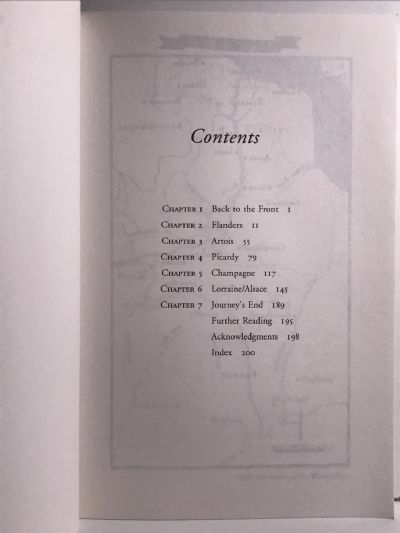 Contents
CHAPTER 1 Back to the Front 1
CHAPTER 2 Flanders 11
CHAPTER 3 Artois 55
CHAPTER 4 Picardy 79
CHAPTER 5 Champagne 117
CHAPTER 6 Lorraine/Alsace 145
CHAPTER 7 Journey's End 189
Further Reading 195
Acknowledgments 198
Index 200